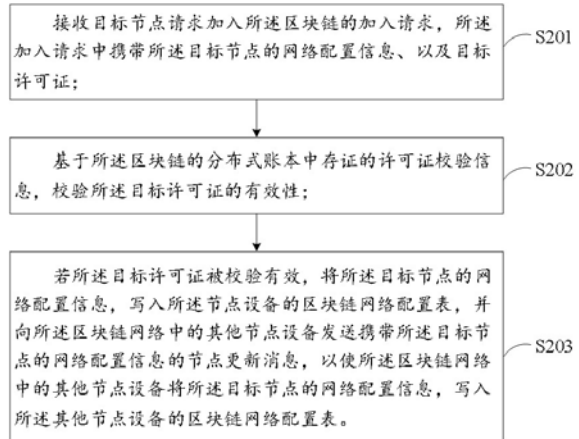 接收目标节点请求加入所述区块链的加入请求，所述
加入请求中携带所述目标节点的网络配置信息、以及目标
许可证；
S201
基于所述区块链的分布式账本中存证的许可证校验信
息，校验所述目标许可证的有效性；
S202
若所述目标许可证被校验有效，将所述目标节点的网
络配置信息，写入所述节点设备的区块链网络配置表，并
向所述区块链网络中的其他节点设备发送携带所述目标节
点的网络配置信息的节点更新消息，以使所述区块链网络
中的其他节点设备将所述目标节点的网络配置信息，写入
所述其他节点设备的区块链网络配置表。
S203